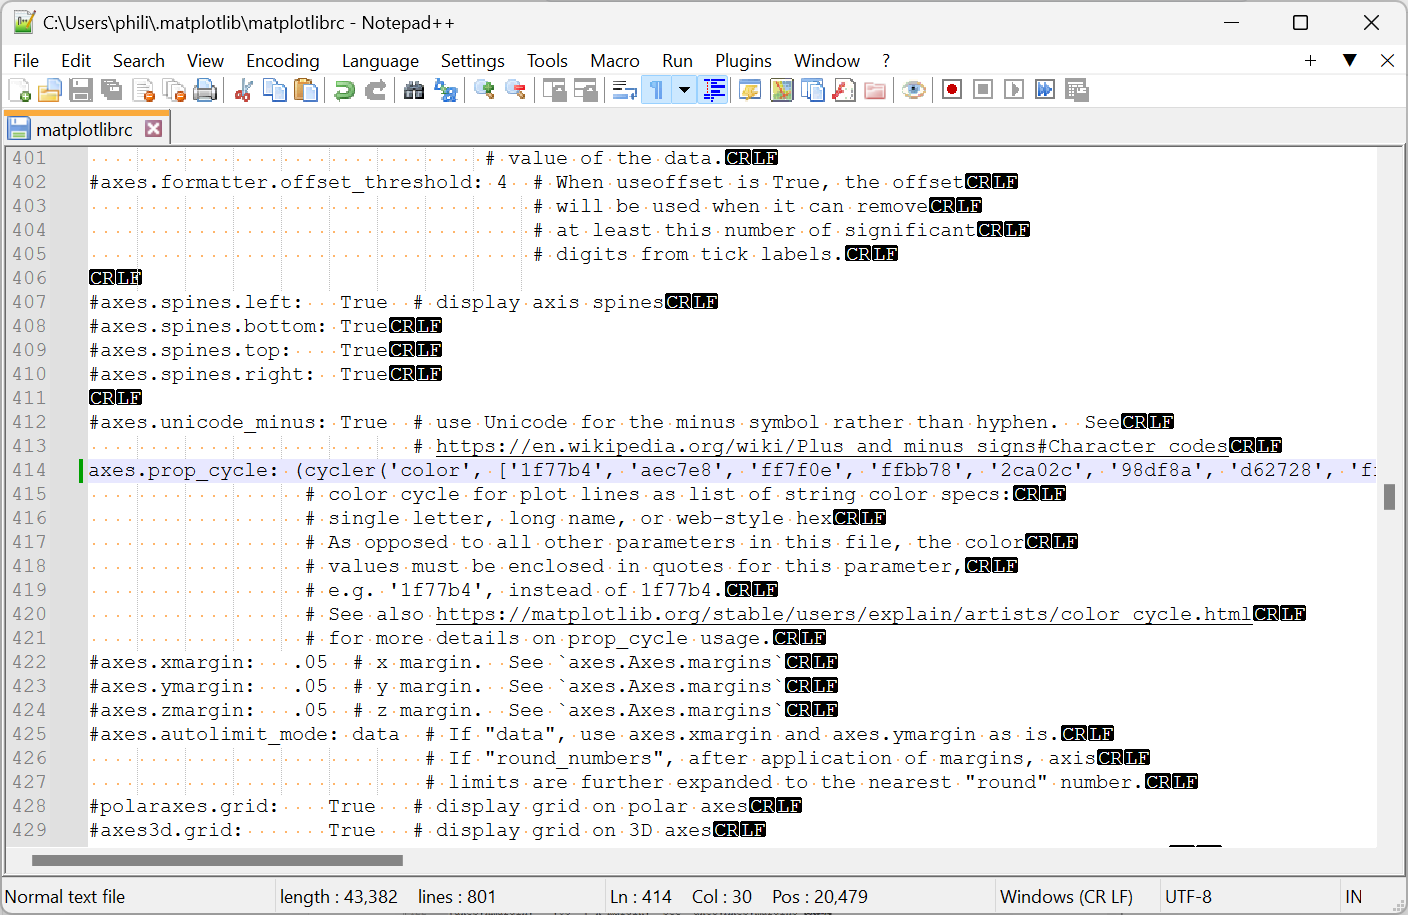 C:\Users\phili\.matplotlib\matplotlibrc - Notepad++
File Edit Search View Encoding Language Settings Tools Macro Run Plugins Window ?
matplotlibrc
401 # value of the data.CRLF
402 #axes.formatter.offset_threshold: 4 # When useoffset is True, the offsetCRLF
403 # will be used when it can removeCRLF
404 # at least this number of significantCRLF
405 # digits from tick labels.CRLF
406 CRLF
407 #axes.spines.left: True # display axis spinesCRLF
408 #axes.spines.bottom: TrueCRLF
409 #axes.spines.top: TrueCRLF
410 #axes.spines.right: TrueCRLF
411 CRLF
412 #axes.unicode_minus: True # use Unicode for the minus symbol rather than hyphen. SeeCRLF
413 # https://en.wikipedia.org/wiki/Plus_and_minus_signs#Character_codesCRLF
414 axes.prop_cycle: (cycler('color', ['1f77b4', 'aec7e8', 'ff7f0e', 'ffbb78', '2ca02c', '98df8a', 'd62728', 'f
415 # color cycle for plot lines as list of string color specs:CRLF
416 # single letter, long name, or web-style hexCRLF
417 # As opposed to all other parameters in this file, the colorCRLF
418 # values must be enclosed in quotes for this parameter,CRLF
419 # e.g. '1f77b4', instead of 1f77b4.CRLF
420 # See also https://matplotlib.org/stable/users/explain/artists/color_cycle.htmlCRLF
421 # for more details on prop_cycle usage.CRLF
422 #axes.xmargin: .05 # x margin. See `axes.Axes.margins`CRLF
423 #axes.ymargin: .05 # y margin. See `axes.Axes.margins`CRLF
424 #axes.zmargin: .05 # z margin. See `axes.Axes.margins`CRLF
425 #axes.autolimit_mode: data # If "data", use axes.xmargin and axes.ymargin as is.CRLF
426 # If "round_numbers", after application of margins, axisCRLF
427 # limits are further expanded to the nearest "round" number.CRLF
428 #polaraxes.grid: True # display grid on polar axesCRLF
429 #axes3d.grid: True # display grid on 3D axesCRLF
Normal text file length : 43,382 lines : 801 Ln : 414 Col : 30 Pos : 20,479 Windows (CR LF) UTF-8 IN